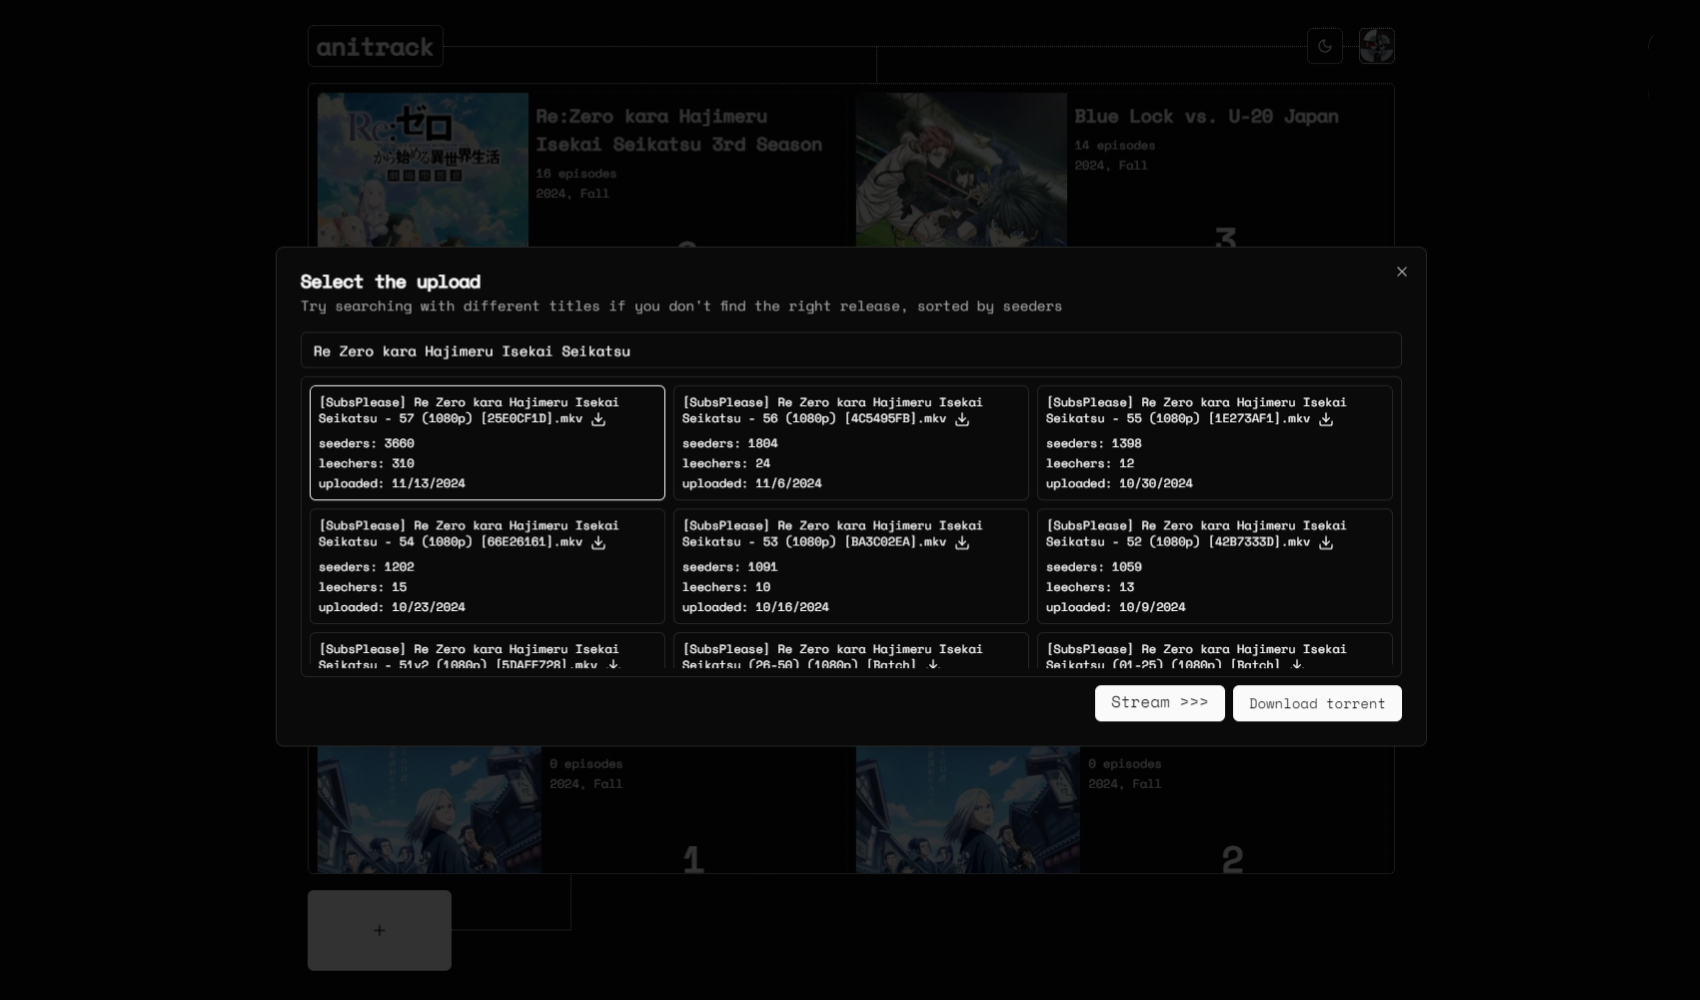 anitrack
Re:Zero kara Hajimeru
Isekai Seikatsu 3rd Season
16 episodes
2024, Fall
Re:ゼロ
から始める異世界生活
Blue Lock vs. U-20 Japan
14 episodes
2024, Fall
3
Select the upload
Try searching with different titles if you don't find the right release, sorted by seeders
Re Zero kara Hajimeru Isekai Seikatsu
[SubsPlease] Re Zero kara Hajimeru Isekai
Seikatsu - 57 (1080p) [25E0CF1D].mkv
seeders: 3660
leechers: 310
uploaded: 11/13/2024
[SubsPlease] Re Zero kara Hajimeru Isekai
Seikatsu - 56 (1080p) [4C5495FB].mkv
seeders: 1804
leechers: 24
uploaded: 11/6/2024
[SubsPlease] Re Zero kara Hajimeru Isekai
Seikatsu - 55 (1080p) [1E273AF1].mkv
seeders: 1398
leechers: 12
uploaded: 10/30/2024
[SubsPlease] Re Zero kara Hajimeru Isekai
Seikatsu - 54 (1080p) [66E26161].mkv
seeders: 1202
leechers: 15
uploaded: 10/23/2024
[SubsPlease] Re Zero kara Hajimeru Isekai
Seikatsu - 53 (1080p) [BA3C02EA].mkv
seeders: 1091
leechers: 10
uploaded: 10/16/2024
[SubsPlease] Re Zero kara Hajimeru Isekai
Seikatsu - 52 (1080p) [42B7333D].mkv
seeders: 1059
leechers: 13
uploaded: 10/9/2024
[SubsPlease] Re Zero kara Hajimeru Isekai
Seikatsu - 51v2 (1080p) [5DAFF728].mkv
[SubsPlease] Re Zero kara Hajimeru Isekai
Seikatsu (26-50) (1080p) [Batch]
[SubsPlease] Re Zero kara Hajimeru Isekai
Seikatsu (01-25) (1080p) [Batch]
Stream >>>
Download torrent
0 episodes
2024, Fall
1
0 episodes
2024, Fall
2
+